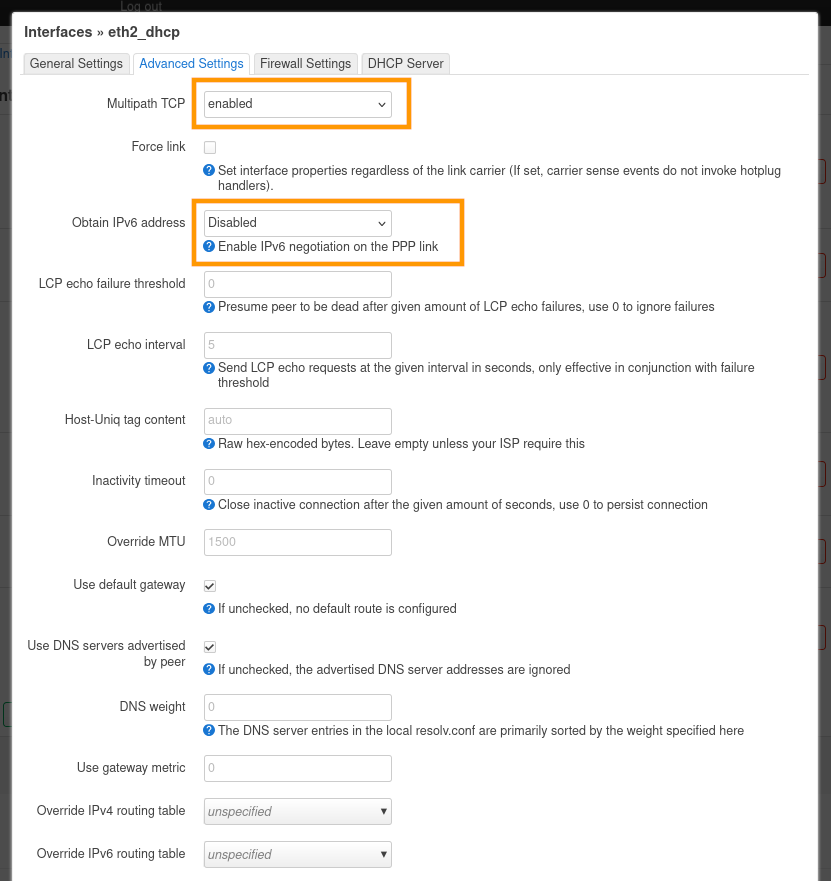 Log out
Interfaces » eth2_dhcp
General Settings Advanced Settings Firewall Settings DHCP Server
Multipath TCP enabled
Force link
Set interface properties regardless of the link carrier (If set, carrier sense events do not invoke hotplug
handlers).
Obtain IPv6 address Disabled
Enable IPv6 negotiation on the PPP link
LCP echo failure threshold 0
Presume peer to be dead after given amount of LCP echo failures, use 0 to ignore failures
LCP echo interval 5
Send LCP echo requests at the given interval in seconds, only effective in conjunction with failure
threshold
Host-Uniq tag content auto
Raw hex-encoded bytes. Leave empty unless your ISP require this
Inactivity timeout 0
Close inactive connection after the given amount of seconds, use 0 to persist connection
Override MTU 1500
Use default gateway
If unchecked, no default route is configured
Use DNS servers advertised
by peer
If unchecked, the advertised DNS server addresses are ignored
DNS weight 0
The DNS server entries in the local resolv.conf are primarily sorted by the weight specified here
Use gateway metric 0
Override IPv4 routing table unspecified
Override IPv6 routing table unspecified